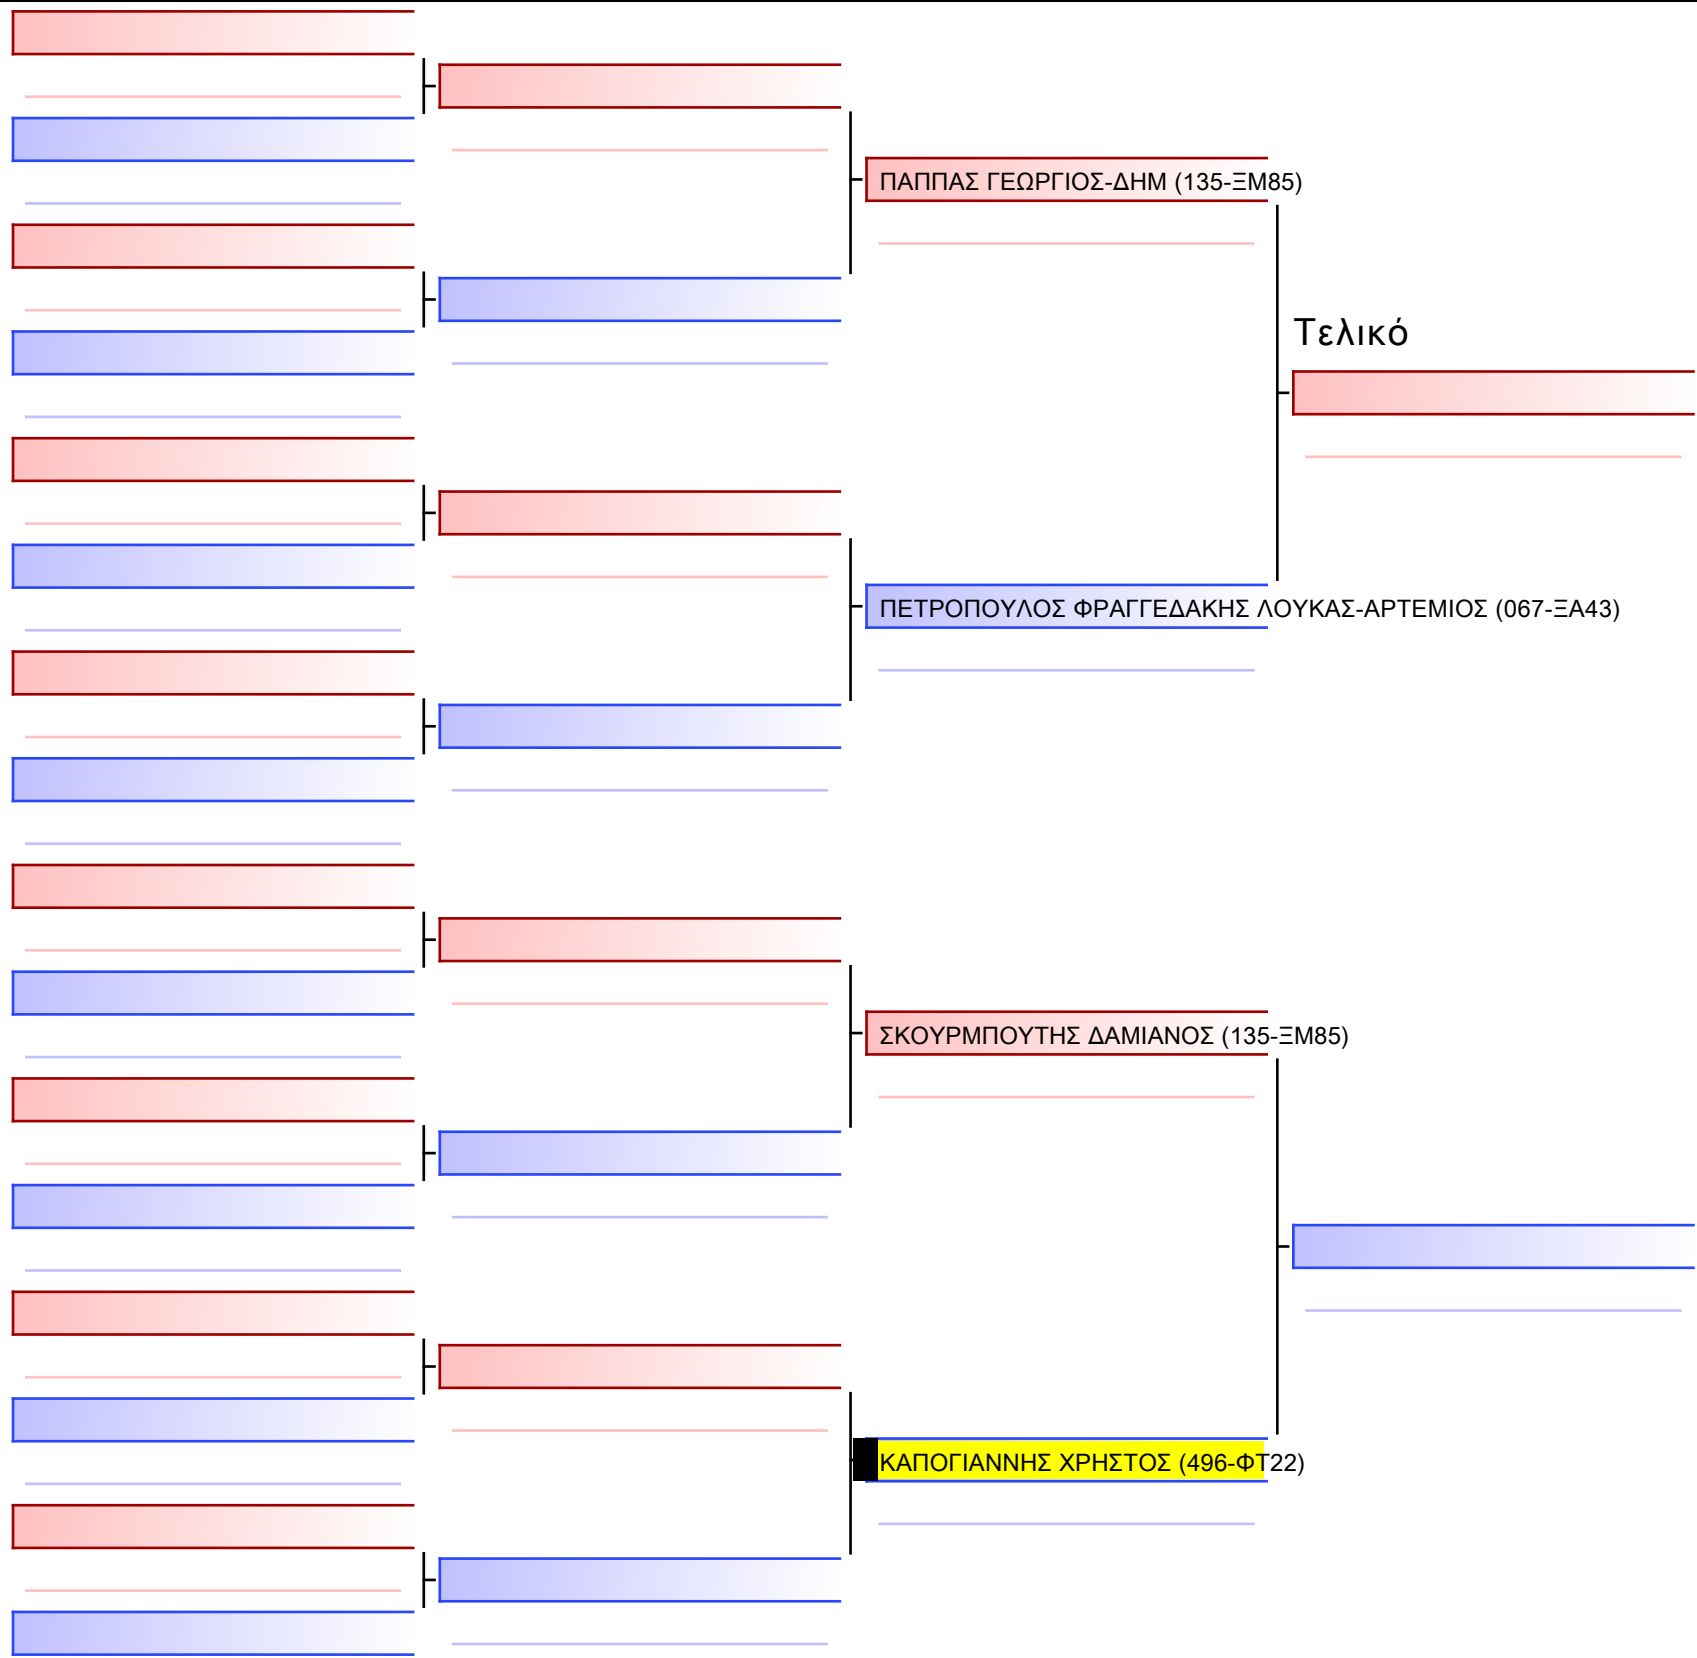 ΠΑΠΠΑΣ ΓΕΩΡΓΙΟΣ-ΔΗΜ (135-ΞΜ85)
Τελικό
ΠΕΤΡΟΠΟΥΛΟΣ ΦΡΑΓΓΕΔΑΚΗΣ ΛΟΥΚΑΣ-ΑΡΤΕΜΙΟΣ (067-ΞΑ43)
ΣΚΟΥΡΜΠΟΥΤΗΣ ΔΑΜΙΑΝΟΣ (135-ΞΜ85)
ΚΑΠΟΓΙΑΝΝΗΣ ΧΡΗΣΤΟΣ (496-ΦΤ22)